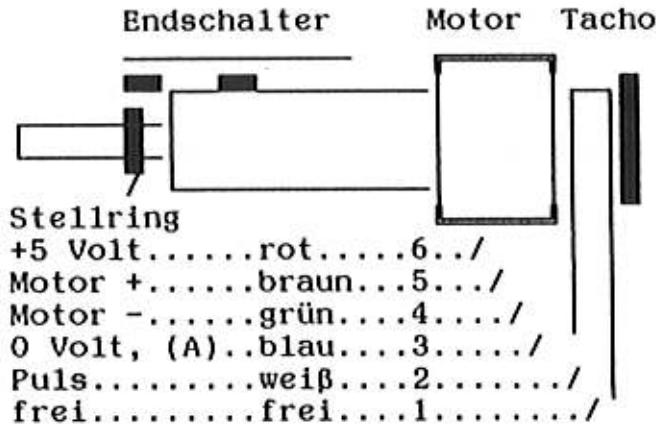 Endschalter Motor Tacho
Stellring
+5 Volt......rot.....6../
Motor +......braun...5.../
Motor -......grün....4..../
0 Volt, (A)..blau....3...../
Puls.........weiß....2......./
frei.........frei....1......../